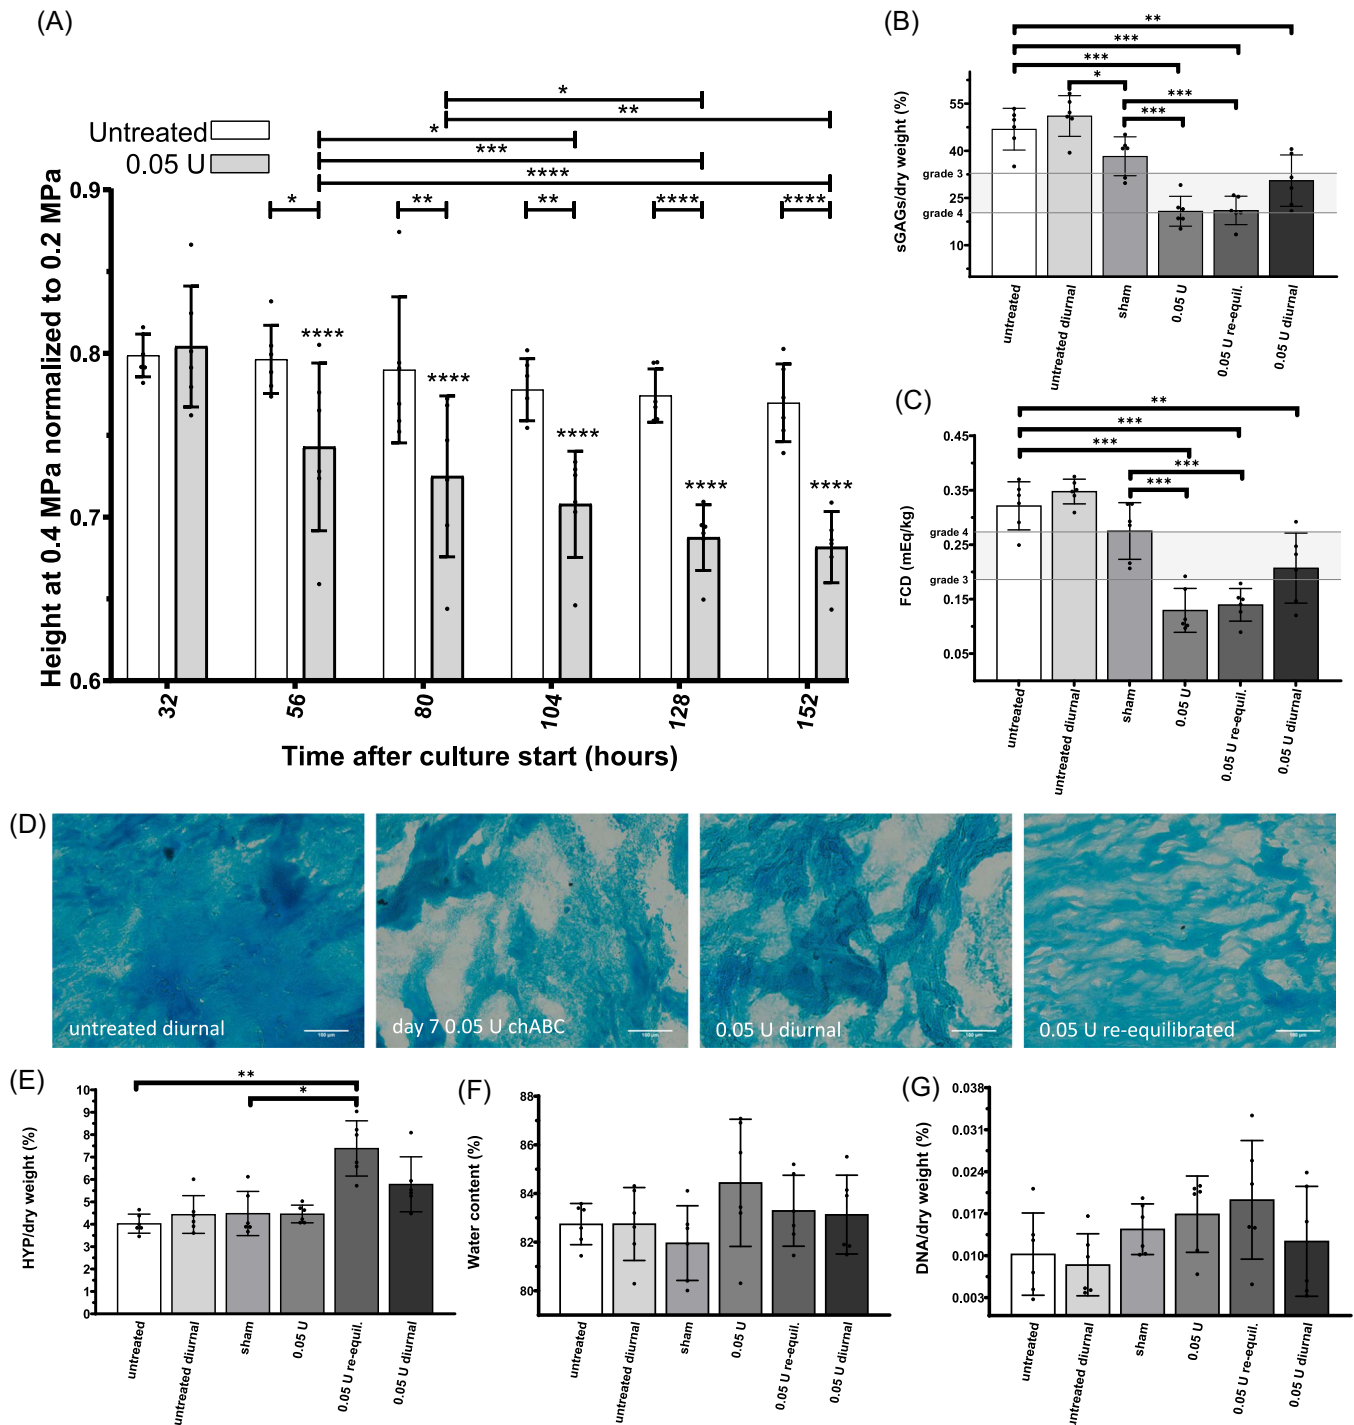 (A)
Untreated
0.05 U
*
**
*
***
****
*
**
**
****
****
****
****
****
****
****
Height at 0.4 MPa normalized to 0.2 MPa
0.9
0.8
0.7
0.6
32
56
80
104
128
152
Time after culture start (hours)
(B)
**
***
***
*
***
***
sGAGs/dry weight (%)
55
40
grade 3
25
grade 4
10
untreated
untreated diurnal
sham
0.05 U
0.05 U re-equil.
0.05 U diurnal
(C)
**
***
***
***
***
FCD (mEq/kg)
0.45
0.35
grade 4
0.25
grade 3
0.15
0.05
untreated
untreated diurnal
sham
0.05 U
0.05 U re-equil.
0.05 U diurnal
(D)
untreated diurnal
100 µm
day 7 0.05 U chABC
100 µm
0.05 U diurnal
100 µm
0.05 U re-equilibrated
100 µm
(E)
**
*
HYP/dry weight (%)
10
9
8
7
6
5
4
3
2
1
0
untreated
untreated diurnal
sham
0.05 U
0.05 U re-equil.
0.05 U diurnal
(F)
Water content (%)
88
86
84
82
80
untreated
untreated diurnal
sham
0.05 U
0.05 U re-equil.
0.05 U diurnal
(G)
DNA/dry weight (%)
0.038
0.031
0.024
0.017
0.010
0.003
untreated
untreated diurnal
sham
0.05 U
0.05 U re-equil.
0.05 U diurnal